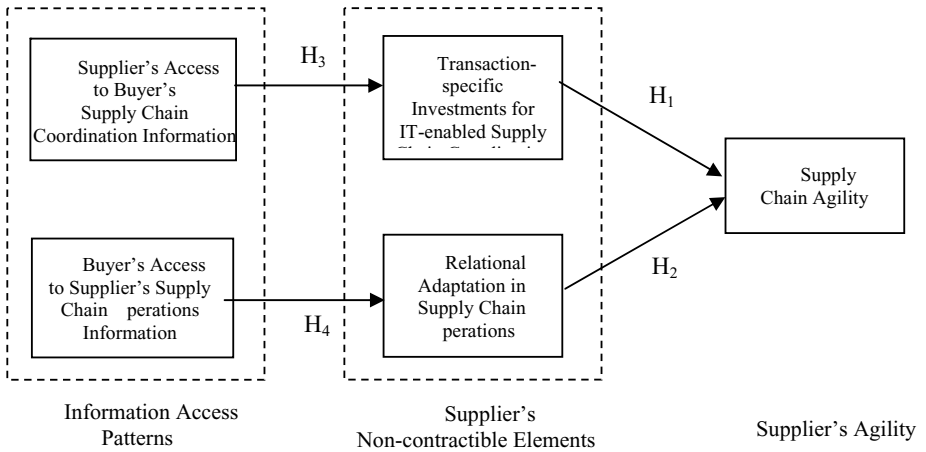 Supplier's Access
to Buyer's
Supply Chain
Coordination Information
H3
Transaction-
specific
Investments for
IT-enabled Supply
H1
Supply
Chain Agility
Buyer's Access
to Supplier's Supply
Chain perations
Information
H4
Relational
Adaptation in
Supply Chain
perations
H2
Information Access
Patterns
Supplier's
Non-contractible Elements
Supplier's Agility